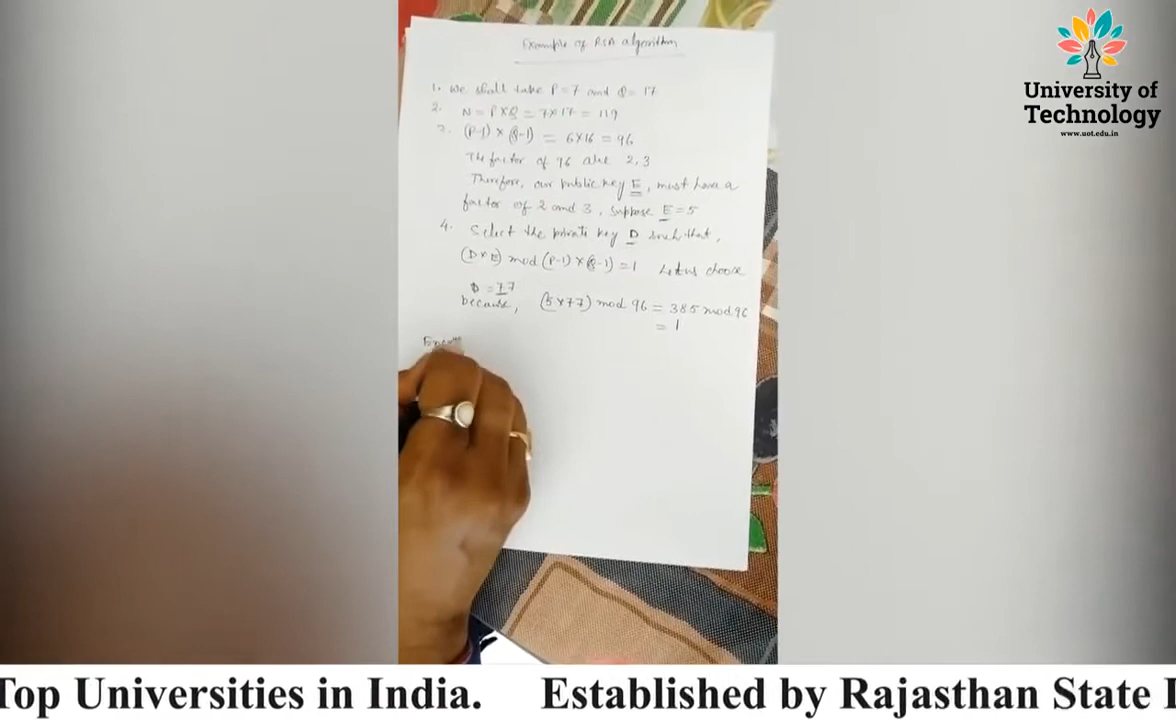 Example of RSA algorithm
1. We shall take P=7 and Q=17
2. N = P×Q = 7×17 = 119
3. (P-1) × (Q-1) = 6×16 = 96
The factor of 96 are 2,3
Therefore, our public key E, must have a
factor of 2 and 3, suppose E=5
4. Select the private key D such that,
(D×E) mod (P-1)×(Q-1)=1 Let us choose
D = 77
because, (5×77) mod 96 = 385 mod 96
= 1
University of
Technology
www.uot.edu.in
Top Universities in India. Established by Rajasthan State